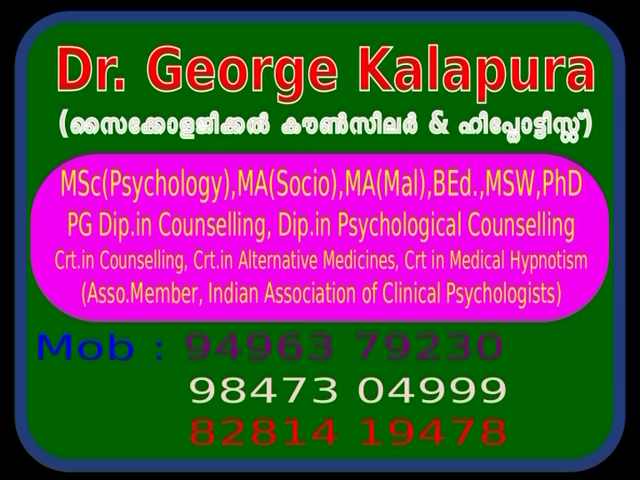 Dr. George Kalapura
(സൈക്കോളജിക്കൽ കൗൺസിലർ & ഹിപ്നോട്ടിസ്റ്റ്)
MSc(Psychology),MA(Socio),MA(Mal),BEd.,MSW,PhD
PG Dip.in Counselling, Dip.in Psychological Counselling
Crt.in Counselling, Crt.in Alternative Medicines, Crt in Medical Hypnotism
(Asso.Member, Indian Association of Clinical Psychologists)
Mob : 94963 79230
98473 04999
82814 19478